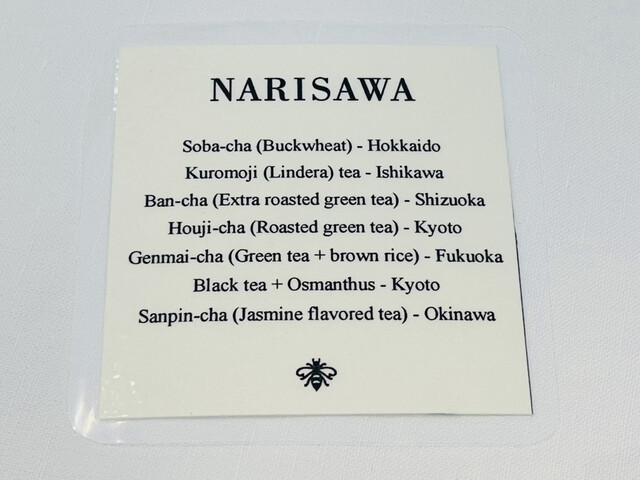 NARISAWA
Soba-cha (Buckwheat) - Hokkaido
Kuromoji (Lindera) tea - Ishikawa
Ban-cha (Extra roasted green tea) - Shizuoka
Houji-cha (Roasted green tea) - Kyoto
Genmai-cha (Green tea + brown rice) - Fukuoka
Black tea + Osmanthus - Kyoto
Sanpin-cha (Jasmine flavored tea) - Okinawa